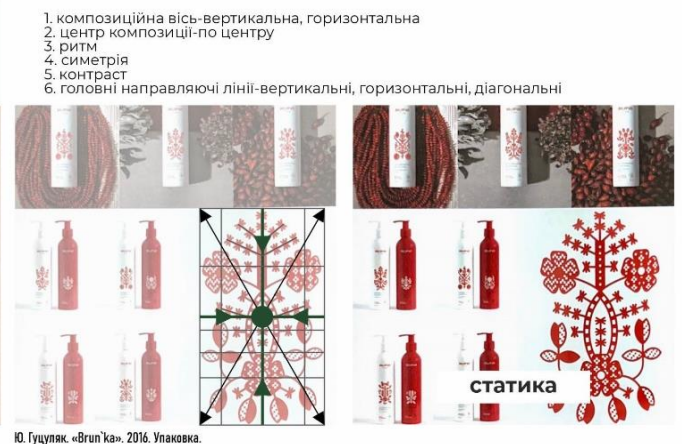 1. композиційна вісь-вертикальна, горизонтальна
2. центр композиції-по центру
3. ритм
4. симетрія
5. контраст
6. головні направляючі лінії-вертикальні, горизонтальні, діагональні
статика
Ю. Гуцуляк. «Brun`ka». 2016. Упаковка.